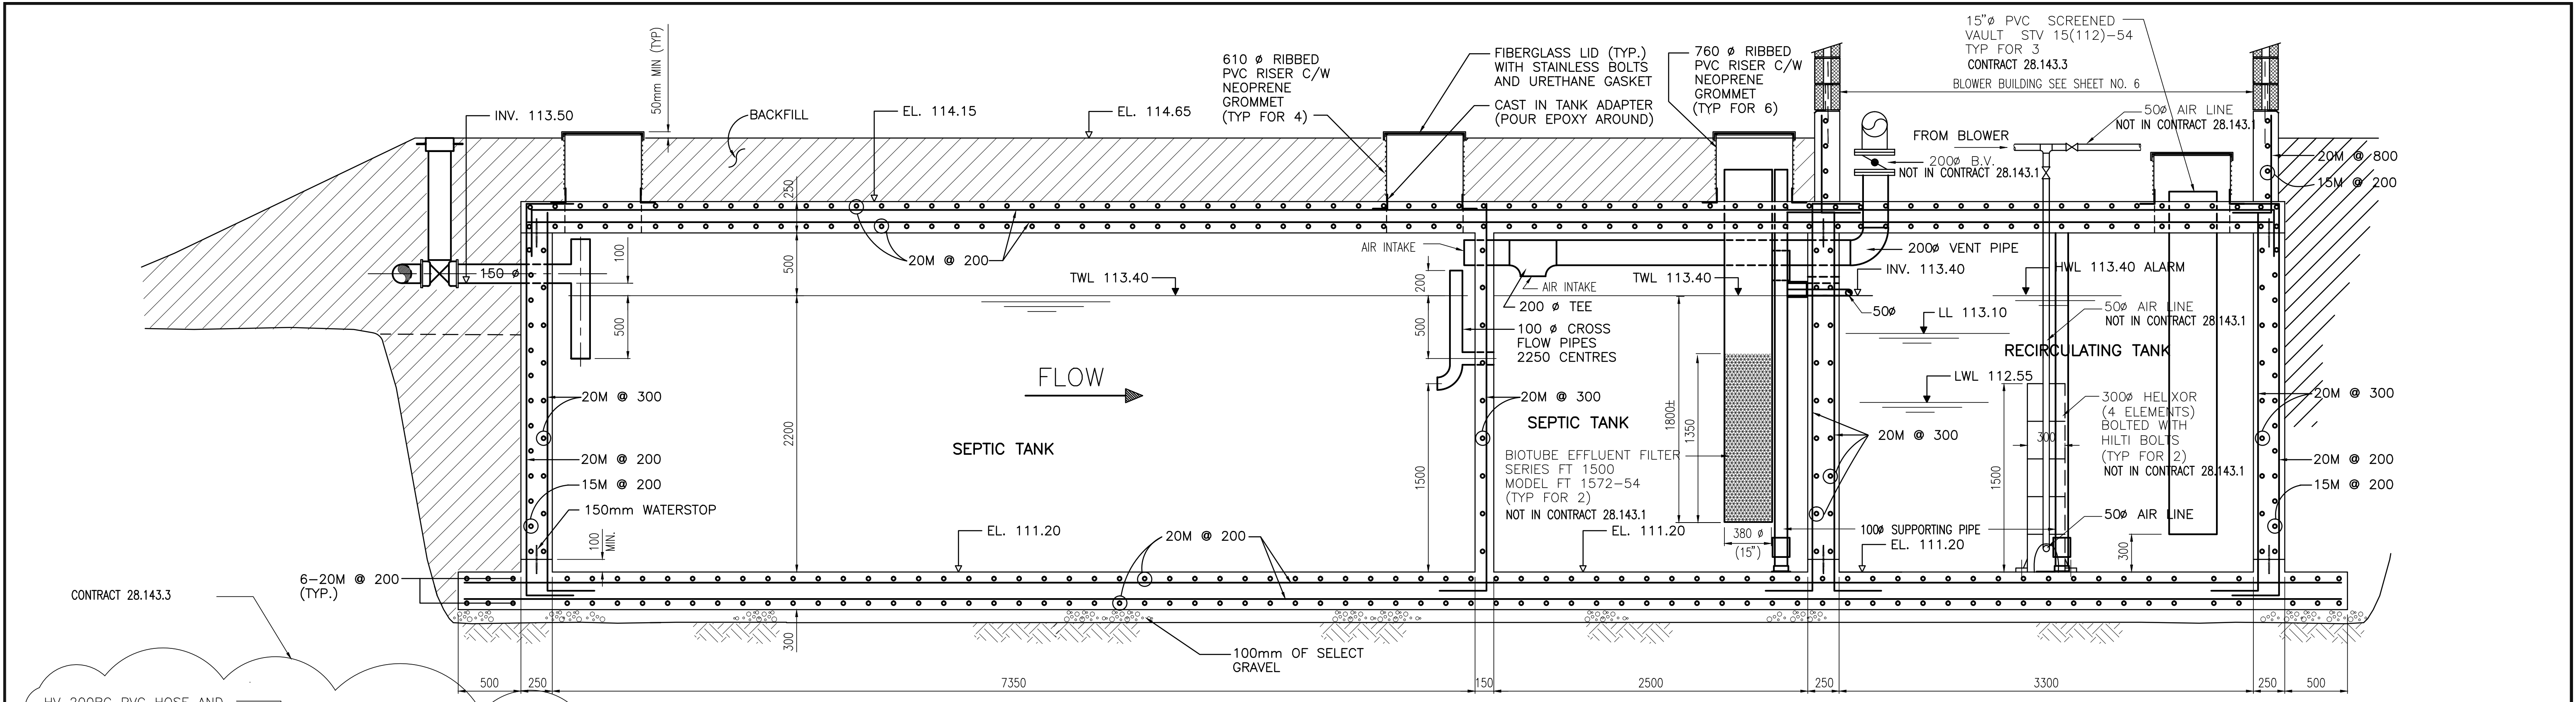 15"ø PVC SCREENED
VAULT STV 15(112)-54
TYP FOR 3
CONTRACT 28.143.3
BLOWER BUILDING SEE SHEET NO. 6
50mm MIN (TYP)
610 ø RIBBED
PVC RISER C/W
NEOPRENE
GROMMET
(TYP FOR 4)
FIBERGLASS LID (TYP.)
WITH STAINLESS BOLTS
AND URETHANE GASKET
CAST IN TANK ADAPTER
(POUR EPOXY AROUND)
760 ø RIBBED
PVC RISER C/W
NEOPRENE
GROMMET
(TYP FOR 6)
INV. 113.50
BACKFILL
EL. 114.15
EL. 114.65
50ø AIR LINE
NOT IN CONTRACT 28.143.1
FROM BLOWER
200ø B.V.
NOT IN CONTRACT 28.143.1
20M @ 800
15M @ 200
250
150 ø
100
500
20M @ 200
TWL 113.40
AIR INTAKE
200
AIR INTAKE
200 ø TEE
TWL 113.40
200ø VENT PIPE
INV. 113.40
HWL 113.40 ALARM
50ø
LL 113.10
50ø AIR LINE
NOT IN CONTRACT 28.143.1
500
500
100 ø CROSS
FLOW PIPES
2250 CENTRES
RECIRCULATING TANK
FLOW
LWL 112.55
20M @ 300
20M @ 300
SEPTIC TANK
1800±
1350
20M @ 300
300ø HELIXOR
(4 ELEMENTS)
BOLTED WITH
HILTI BOLTS
(TYP FOR 2)
NOT IN CONTRACT 28.143.1
300
20M @ 300
2200
SEPTIC TANK
20M @ 200
15M @ 200
150mm WATERSTOP
1500
BIOTUBE EFFLUENT FILTER
SERIES FT 1500
MODEL FT 1572-54
(TYP FOR 2)
NOT IN CONTRACT 28.143.1
1500
20M @ 200
15M @ 200
100
MIN.
EL. 111.20
20M @ 200
EL. 111.20
380 ø
(15")
100ø SUPPORTING PIPE
EL. 111.20
50ø AIR LINE
300
6-20M @ 200
(TYP.)
CONTRACT 28.143.3
300
100mm OF SELECT
GRAVEL
500
250
7350
150
2500
250
3300
250
500
HV 200BG PVC HOSE AND